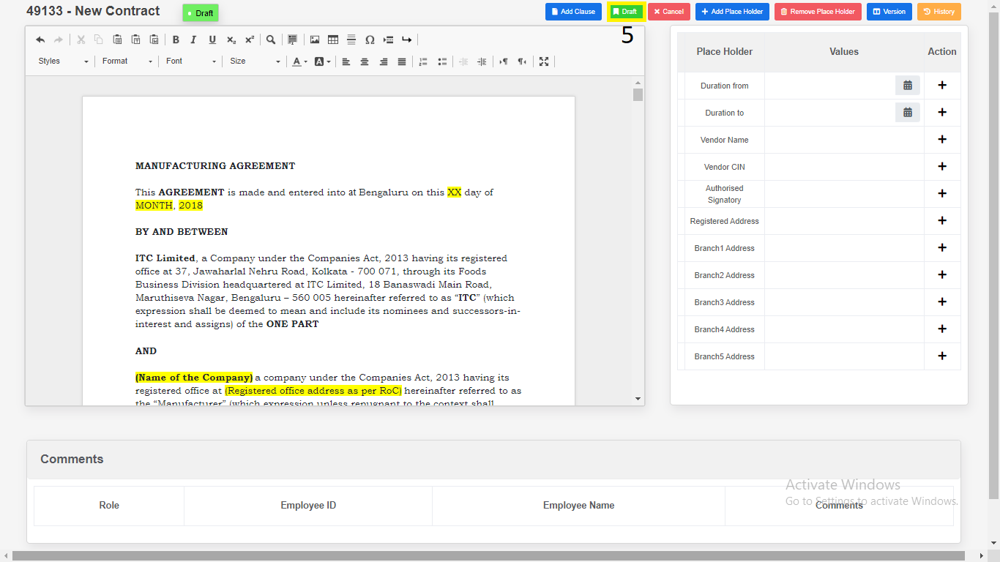 49133 - New Contract
Draft
Add Clause
Draft
Cancel
Add Place Holder
Remove Place Holder
Version
History
5
Styles
Format
Font
Size
MANUFACTURING AGREEMENT
This AGREEMENT is made and entered into at Bengaluru on this XX day of
MONTH, 2018
BY AND BETWEEN
ITC Limited, a Company under the Companies Act, 2013 having its registered
office at 37, Jawaharlal Nehru Road, Kolkata - 700 071, through its Foods
Business Division headquartered at ITC Limited, 18 Banaswadi Main Road,
Maruthiseva Nagar, Bengaluru – 560 005 hereinafter referred to as “ITC” (which
expression shall be deemed to mean and include its nominees and successors-in-
interest and assigns) of the ONE PART
AND
(Name of the Company) a company under the Companies Act, 2013 having its
registered office at (Registered office address as per RoC) hereinafter referred to as
the “Manufacturer” (which expression unless repugnant to the context shall
Place Holder Values Action
Duration from
Duration to
Vendor Name
Vendor CIN
Authorised
Signatory
Registered Address
Branch1 Address
Branch2 Address
Branch3 Address
Branch4 Address
Branch5 Address
Comments
Role Employee ID Employee Name Comments
Activate Windows
Go to Settings to activate Windows.